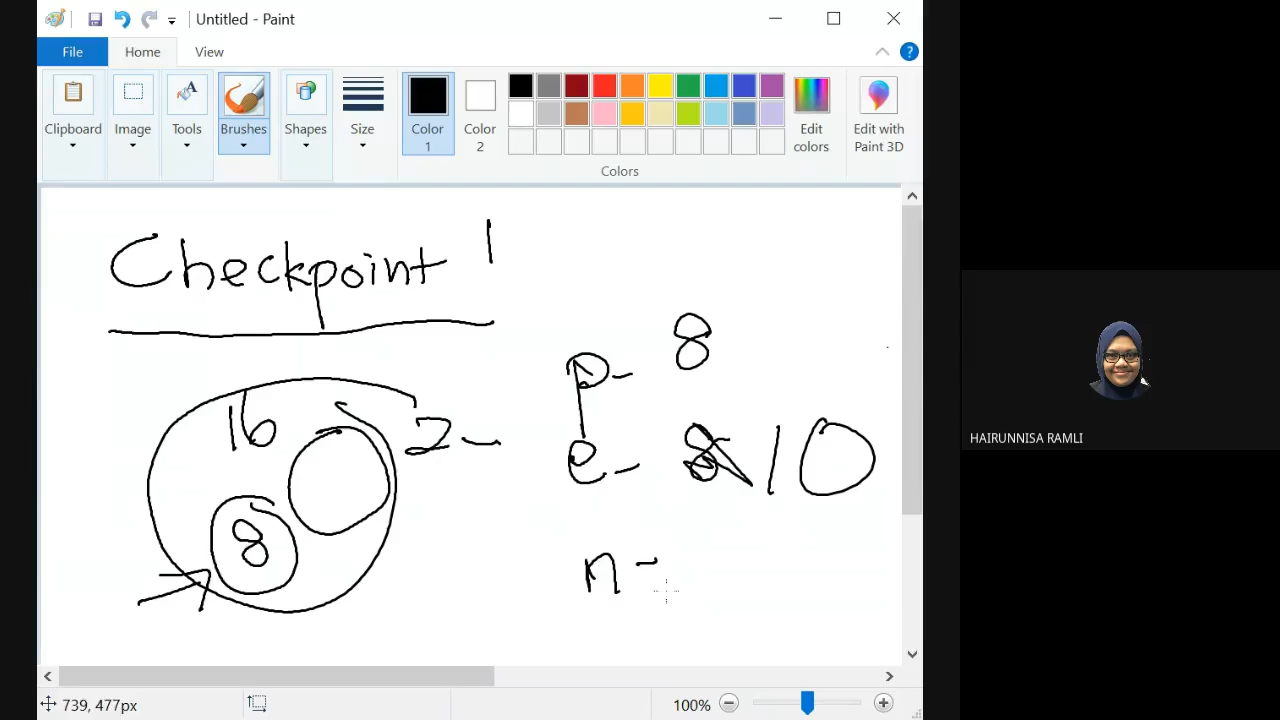 Untitled - Paint
File Home View
Clipboard Image Tools Brushes Shapes Size Color 1 Color 2 Edit colors Edit with Paint 3D
Colors
Checkpoint 1
16 2-
8
p- 8
e- 8 10
n-
HAIRUNNISA RAMLI
739, 477px
100%